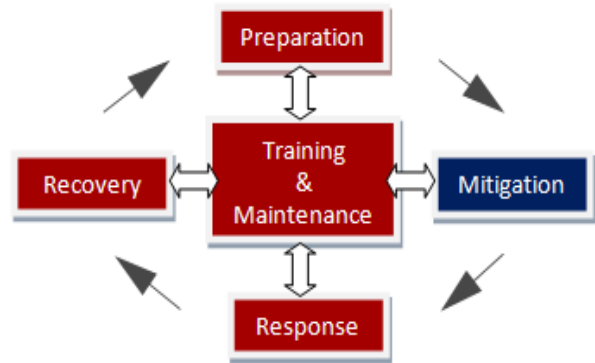 Preparation
Training
&
Maintenance
Recovery
Mitigation
Response